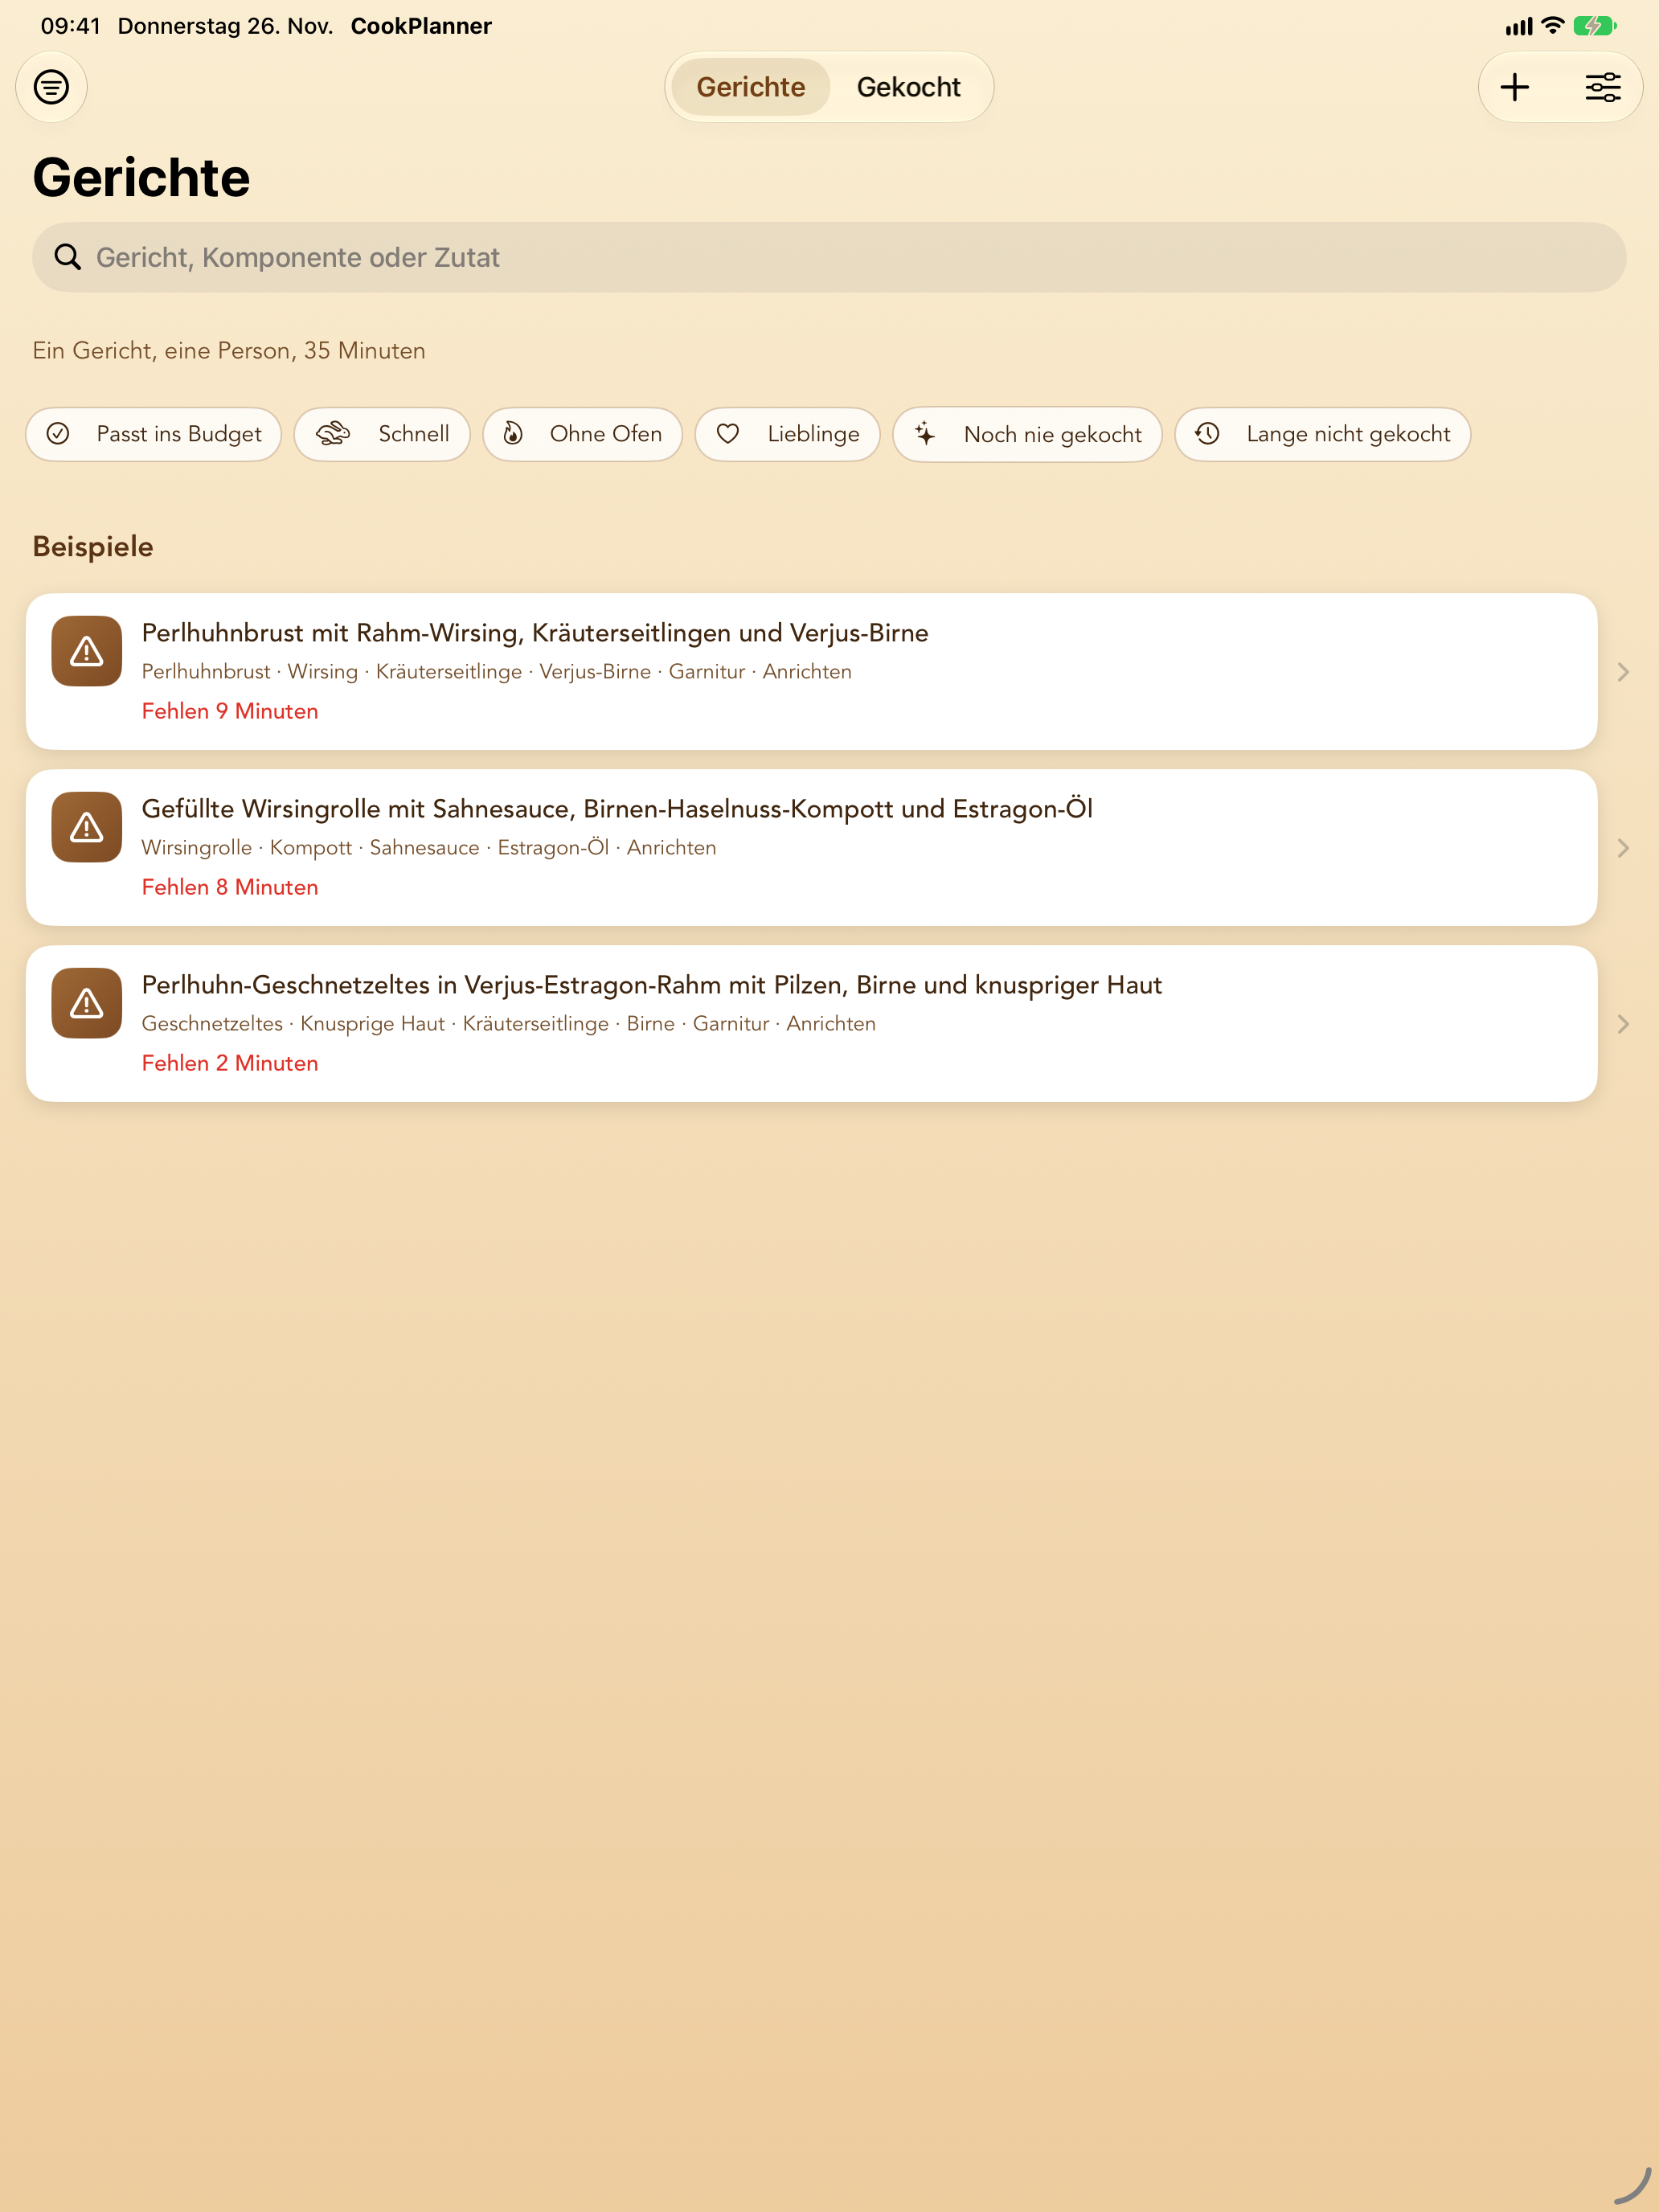 09:41 Donnerstag 26. Nov. CookPlanner
Gerichte Gekocht
Gerichte
Gericht, Komponente oder Zutat
Ein Gericht, eine Person, 35 Minuten
Passt ins Budget Schnell Ohne Ofen Lieblinge Noch nie gekocht Lange nicht gekocht
Beispiele
Perlhuhnbrust mit Rahm-Wirsing, Kräuterseitlingen und Verjus-Birne
Perlhuhnbrust · Wirsing · Kräuterseitlinge · Verjus-Birne · Garnitur · Anrichten
Fehlen 9 Minuten
Gefüllte Wirsingrolle mit Sahnesauce, Birnen-Haselnuss-Kompott und Estragon-Öl
Wirsingrolle · Kompott · Sahnesauce · Estragon-Öl · Anrichten
Fehlen 8 Minuten
Perlhuhn-Geschnetzeltes in Verjus-Estragon-Rahm mit Pilzen, Birne und knuspriger Haut
Geschnetzeltes · Knusprige Haut · Kräuterseitlinge · Birne · Garnitur · Anrichten
Fehlen 2 Minuten